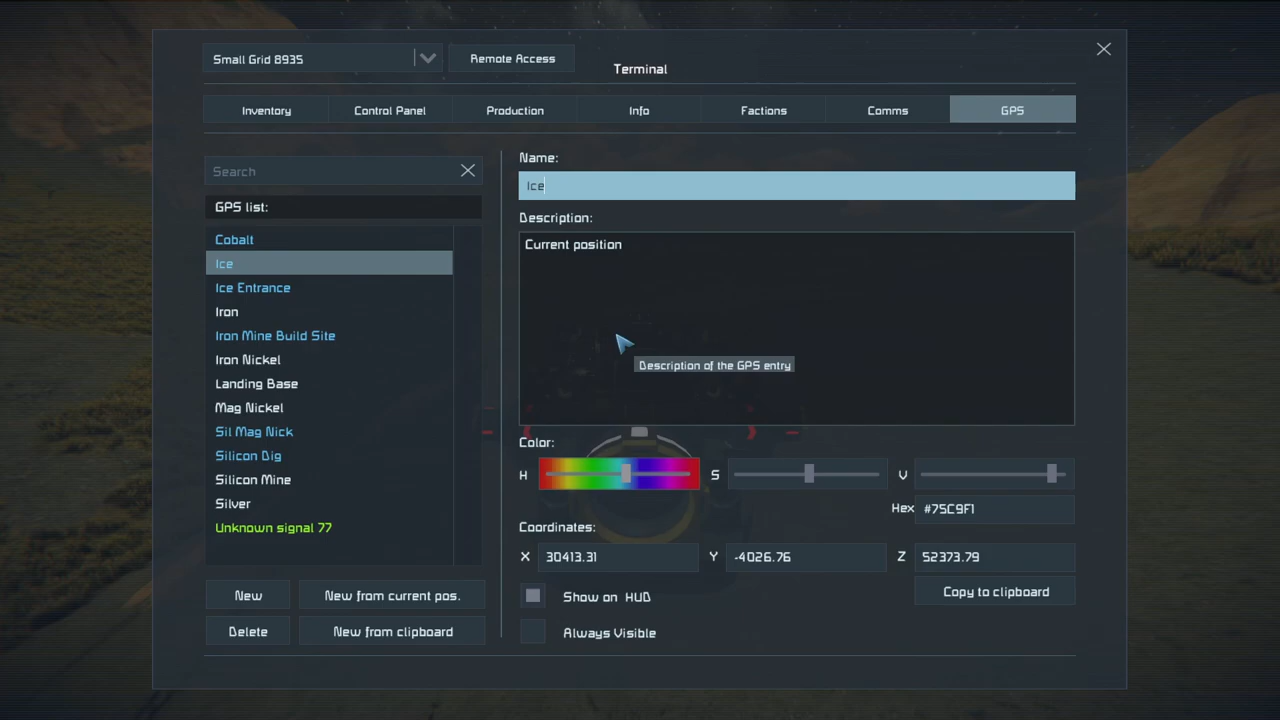 Small Grid 8935
Remote Access
Terminal
Inventory
Control Panel
Production
Info
Factions
Comms
GPS
Search
GPS list:
Cobalt
Ice
Ice Entrance
Iron
Iron Mine Build Site
Iron Nickel
Landing Base
Mag Nickel
Sil Mag Nick
Silicon Dig
Silicon Mine
Silver
Unknown signal 77
New
New from current pos.
Delete
New from clipboard
Name:
Ice
Description:
Current position
Description of the GPS entry
Color:
H
S
V
Hex #75C9F1
Coordinates:
X 30413.31
Y -4026.76
Z 52373.79
Copy to clipboard
Show on HUD
Always Visible